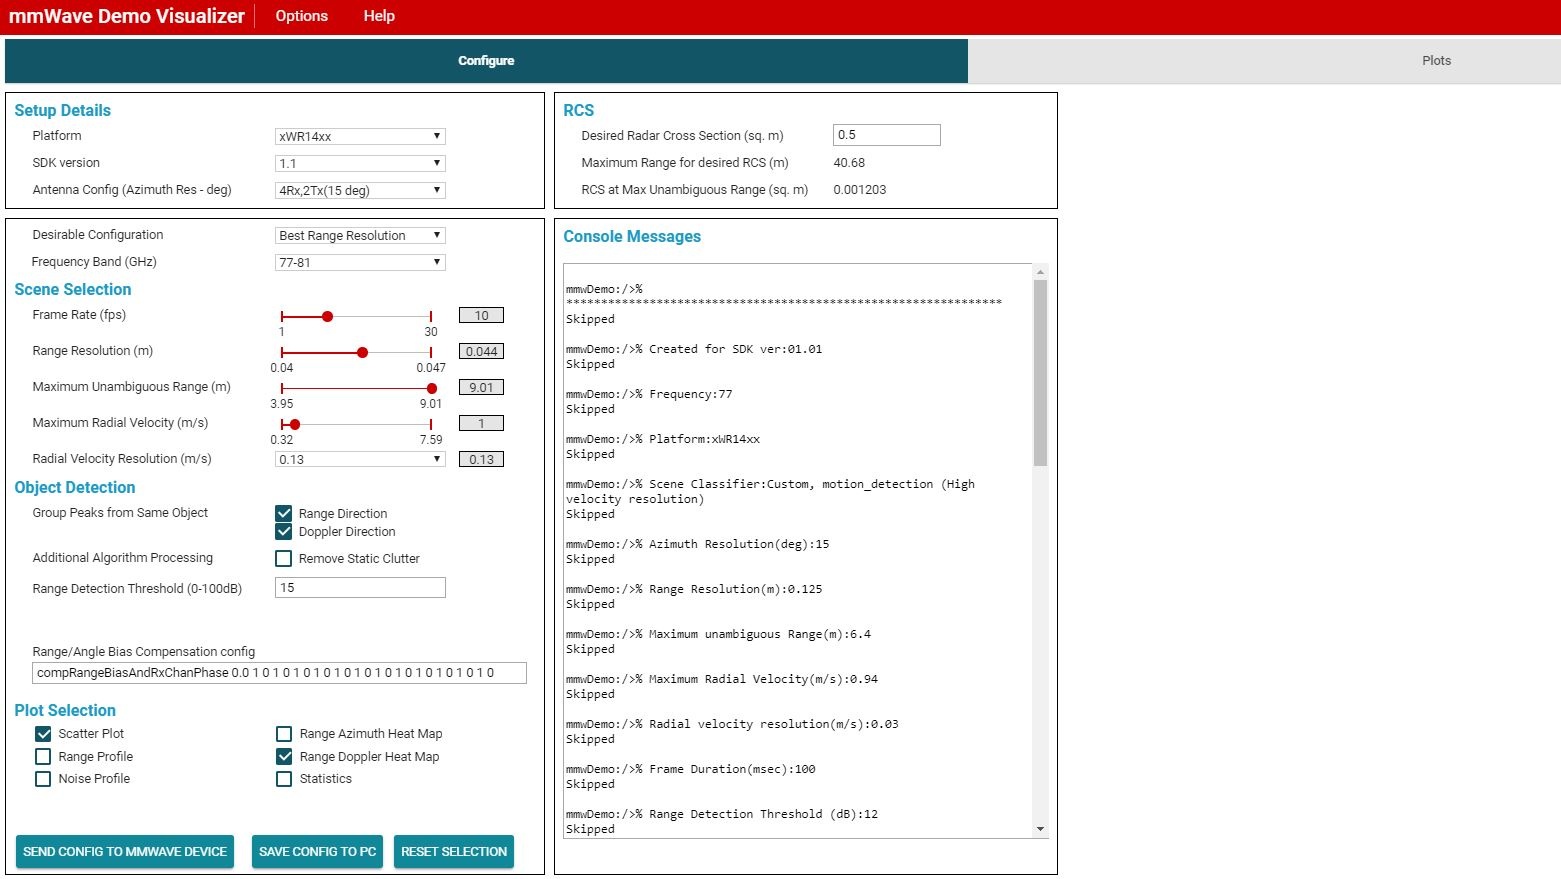 mmWave Demo Visualizer Options Help
Configure Plots
Setup Details
Platform xWR14xx
SDK version 1.1
Antenna Config (Azimuth Res - deg) 4Rx,2Tx(15 deg)
Desirable Configuration Best Range Resolution
Frequency Band (GHz) 77-81
Scene Selection
Frame Rate (fps) 10
1 30
Range Resolution (m) 0.044
0.04 0.047
Maximum Unambiguous Range (m) 9.01
3.95 9.01
Maximum Radial Velocity (m/s) 1
0.32 7.59
Radial Velocity Resolution (m/s) 0.13 0.13
Object Detection
Group Peaks from Same Object Range Direction
Doppler Direction
Additional Algorithm Processing Remove Static Clutter
Range Detection Threshold (0-100dB) 15
Range/Angle Bias Compensation config
compRangeBiasAndRxChanPhase 0.0 1 0 1 0 1 0 1 0 1 0 1 0 1 0 1 0 1 0 1 0 1 0 1 0
Plot Selection
Scatter Plot Range Azimuth Heat Map
Range Profile Range Doppler Heat Map
Noise Profile Statistics
SEND CONFIG TO MMWAVE DEVICE SAVE CONFIG TO PC RESET SELECTION
RCS
Desired Radar Cross Section (sq. m) 0.5
Maximum Range for desired RCS (m) 40.68
RCS at Max Unambiguous Range (sq. m) 0.001203
Console Messages
mmwDemo:/>%
***************************************************************
Skipped
mmwDemo:/>% Created for SDK ver:01.01
Skipped
mmwDemo:/>% Frequency:77
Skipped
mmwDemo:/>% Platform:xWR14xx
Skipped
mmwDemo:/>% Scene Classifier:Custom, motion_detection (High
velocity resolution)
Skipped
mmwDemo:/>% Azimuth Resolution(deg):15
Skipped
mmwDemo:/>% Range Resolution(m):0.125
Skipped
mmwDemo:/>% Maximum unambiguous Range(m):6.4
Skipped
mmwDemo:/>% Maximum Radial Velocity(m/s):0.94
Skipped
mmwDemo:/>% Radial velocity resolution(m/s):0.03
Skipped
mmwDemo:/>% Frame Duration(msec):100
Skipped
mmwDemo:/>% Range Detection Threshold (dB):12
Skipped